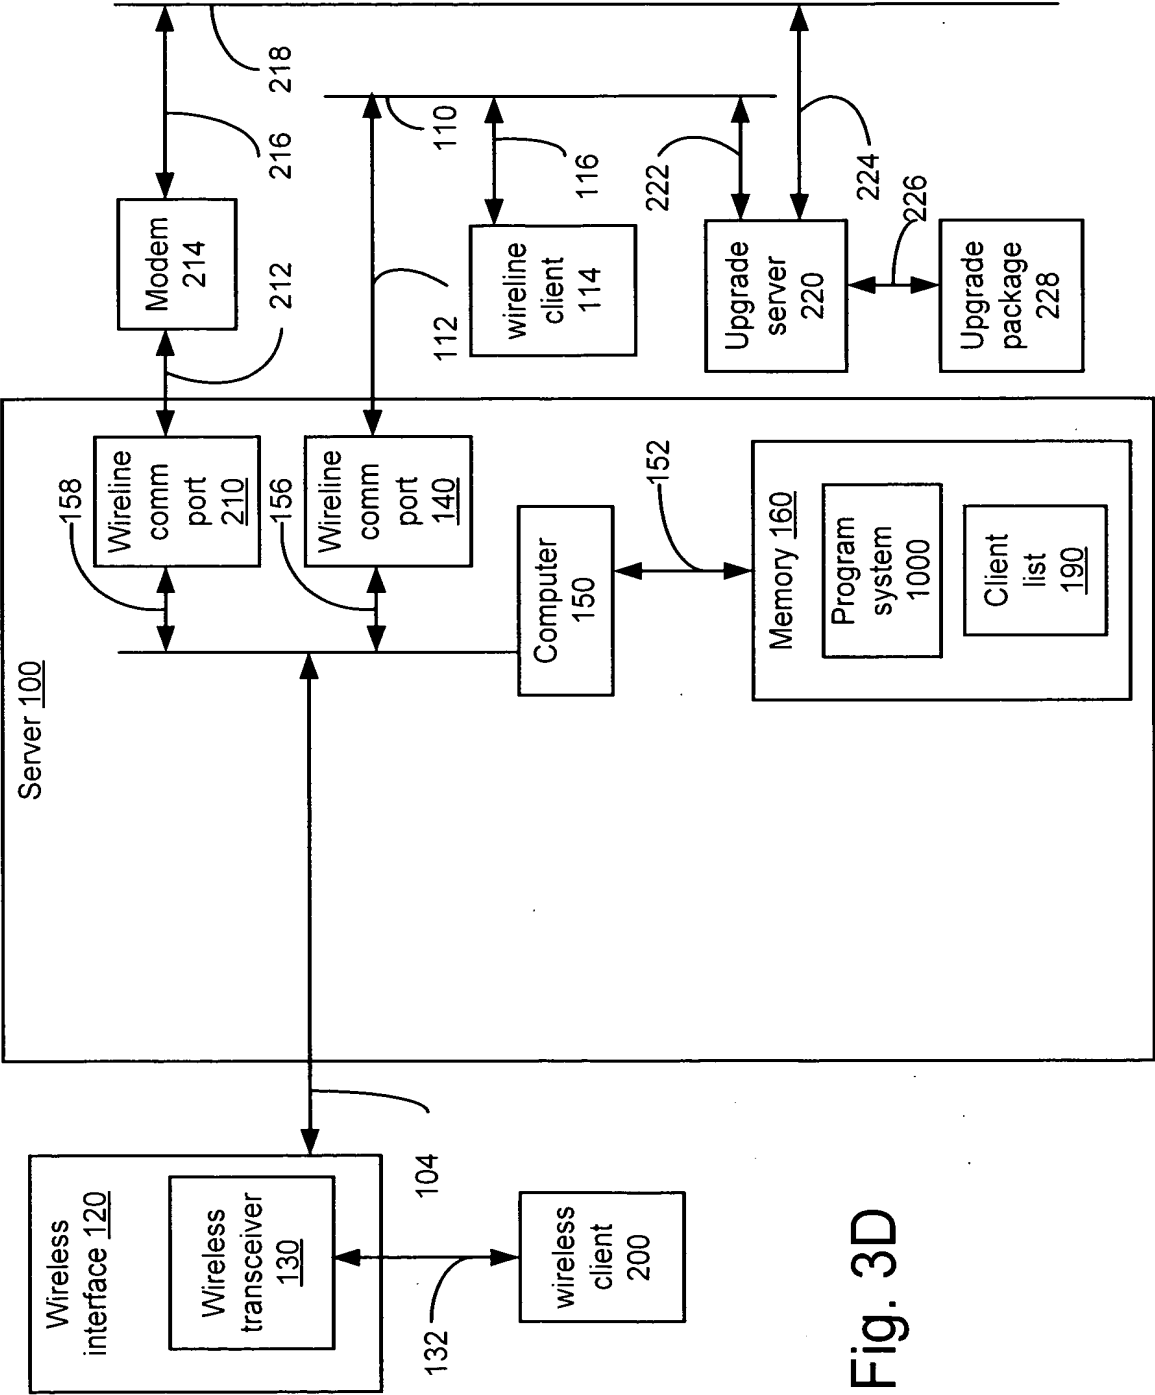 Wireless
interface 120
Wireless
transceiver
130
132
wireless
client
200
104
Server 100
158
Wireline
comm
port
210
156
Wireline
comm
port
140
Computer
150
152
Memory 160
Program
system
1000
Client
list
190
212
Modem
214
216
218
112
110
wireline
client
114
116
222
Upgrade
server
220
224
226
Upgrade
package
228
Fig. 3D